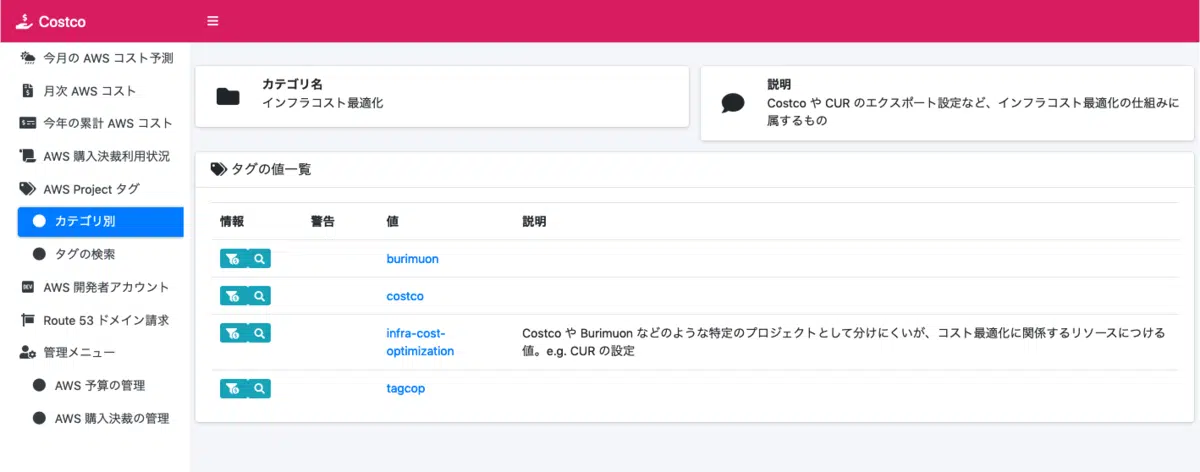 Costco
今月の AWS コスト予測
月次 AWS コスト
今年の累計 AWS コスト
AWS 購入決裁利用状況
AWS Project タグ
カテゴリ別
タグの検索
AWS 開発者アカウント
Route 53 ドメイン請求
管理メニュー
AWS 予算の管理
AWS 購入決裁の管理
カテゴリ名
インフラコスト最適化
説明
Costco や CUR のエクスポート設定など、インフラコスト最適化の仕組みに
属するもの
タグの値一覧
情報 警告 値 説明
burimuon
costco
infra-cost-
optimization
Costco や Burimuon などのような特定のプロジェクトとして分けにくいが、コスト最適化に関係するリソースにつける
値。e.g. CUR の設定
tagcop